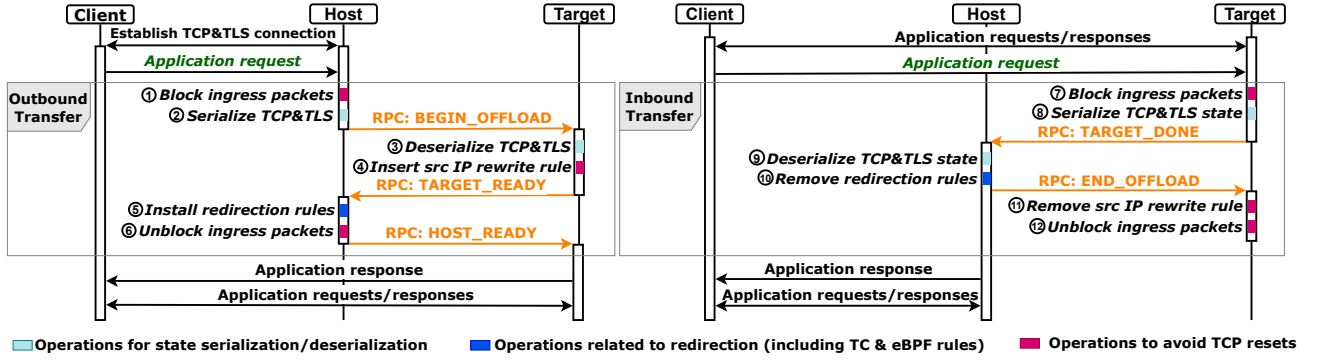 Client
Host
Target
Establish TCP&TLS connection
Application request
Outbound
Transfer
① Block ingress packets
② Serialize TCP&TLS
RPC: BEGIN_OFFLOAD
③ Deserialize TCP&TLS
④ Insert src IP rewrite rule
RPC: TARGET_READY
⑤ Install redirection rules
⑥ Unblock ingress packets
RPC: HOST_READY
Application response
Application requests/responses
Client
Host
Target
Application requests/responses
Application request
Inbound
Transfer
⑦ Block ingress packets
⑧ Serialize TCP&TLS state
RPC: TARGET_DONE
⑨ Deserialize TCP&TLS state
⑩ Remove redirection rules
RPC: END_OFFLOAD
⑪ Remove src IP rewrite rule
⑫ Unblock ingress packets
Application response
Application requests/responses
Operations for state serialization/deserialization
Operations related to redirection (including TC & eBPF rules)
Operations to avoid TCP resets